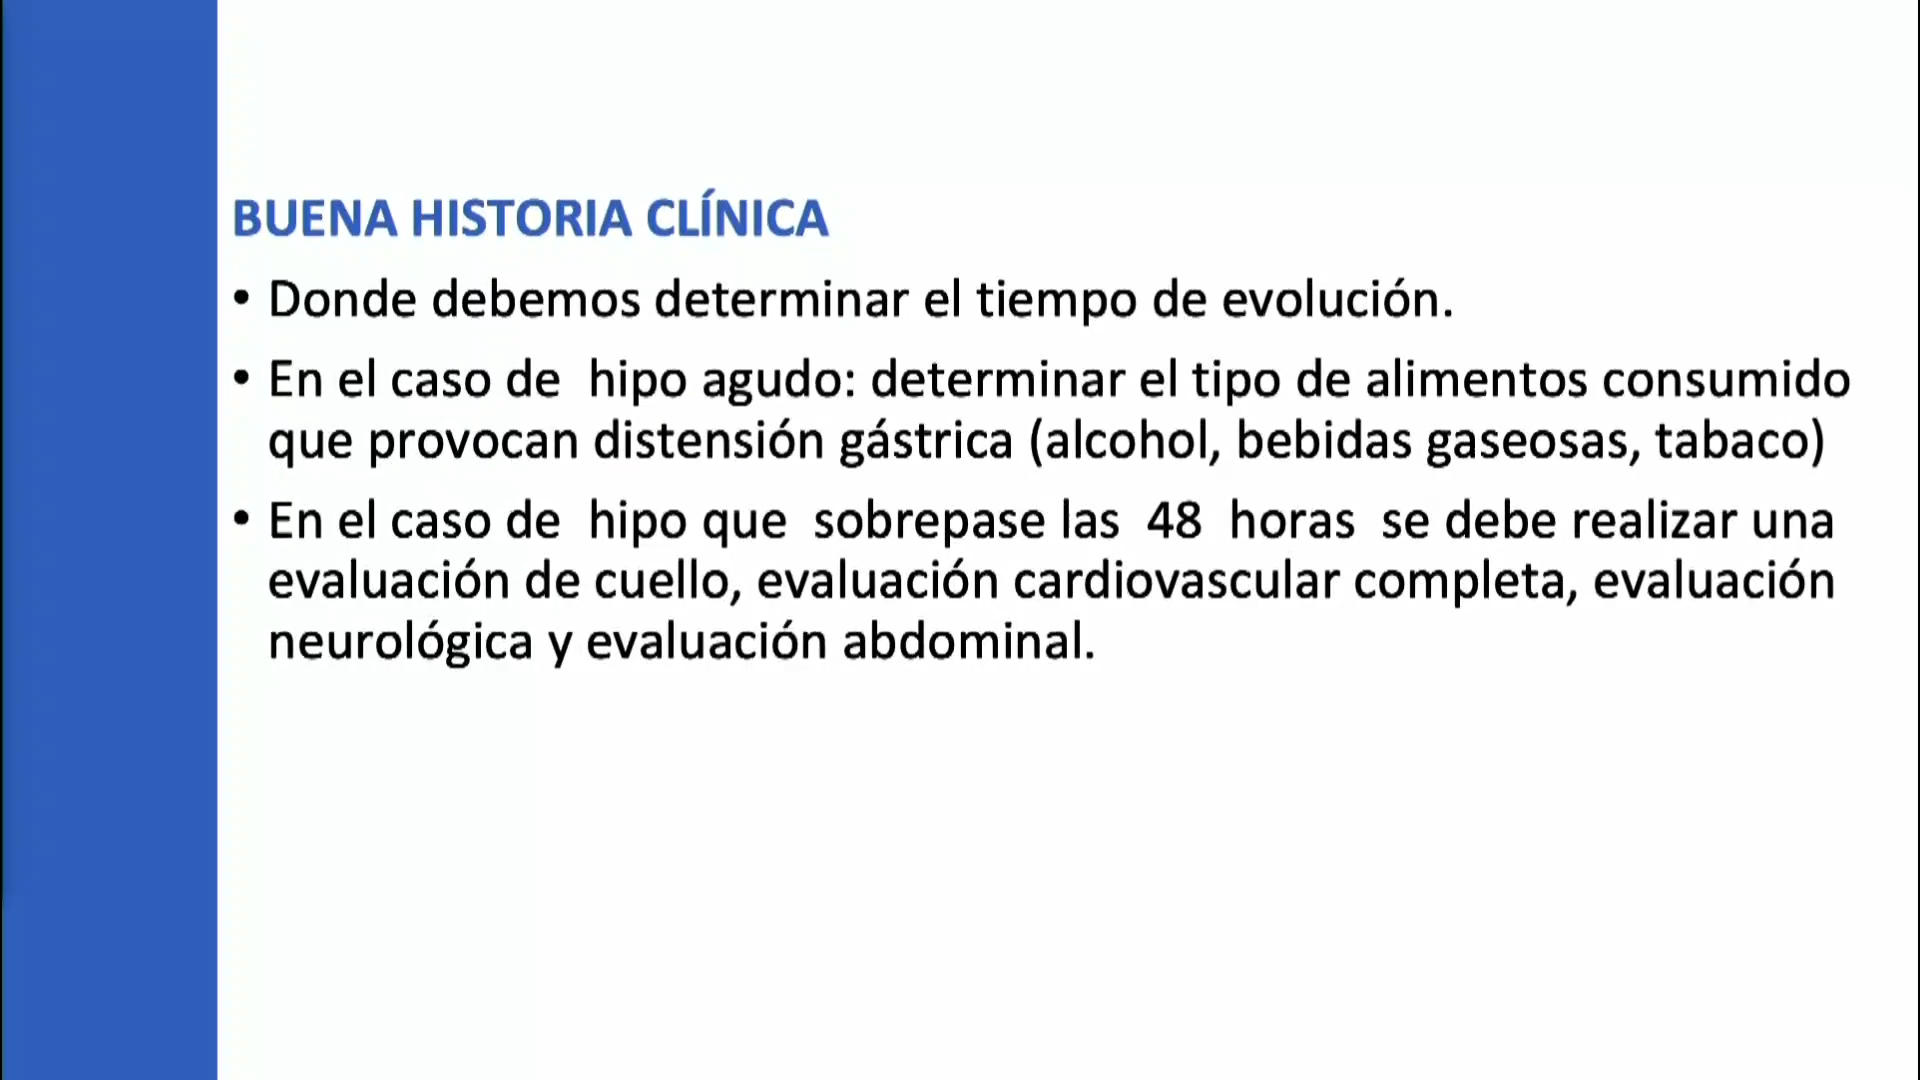 BUENA HISTORIA CLÍNICA
• Donde debemos determinar el tiempo de evolución.
• En el caso de  hipo agudo: determinar el tipo de alimentos consumido
que provocan distensión gástrica (alcohol, bebidas gaseosas, tabaco)
• En el caso de  hipo que  sobrepase las  48  horas  se debe realizar una
evaluación de cuello, evaluación cardiovascular completa, evaluación
neurológica y evaluación abdominal.